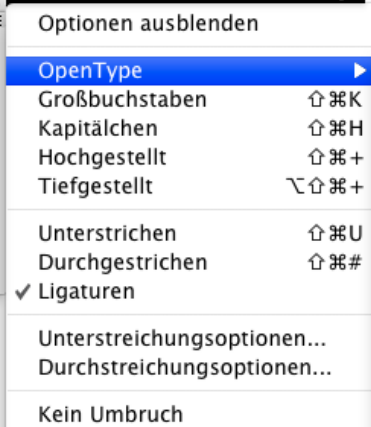 Optionen ausblenden
OpenType ▶
Großbuchstaben ⇧⌘K
Kapitälchen ⇧⌘H
Hochgestellt ⇧⌘+
Tiefgestellt ⌥⇧⌘+
Unterstrichen ⇧⌘U
Durchgestrichen ⇧⌘#
✓ Ligaturen
Unterstreichungsoptionen...
Durchstreichungsoptionen...
Kein Umbruch